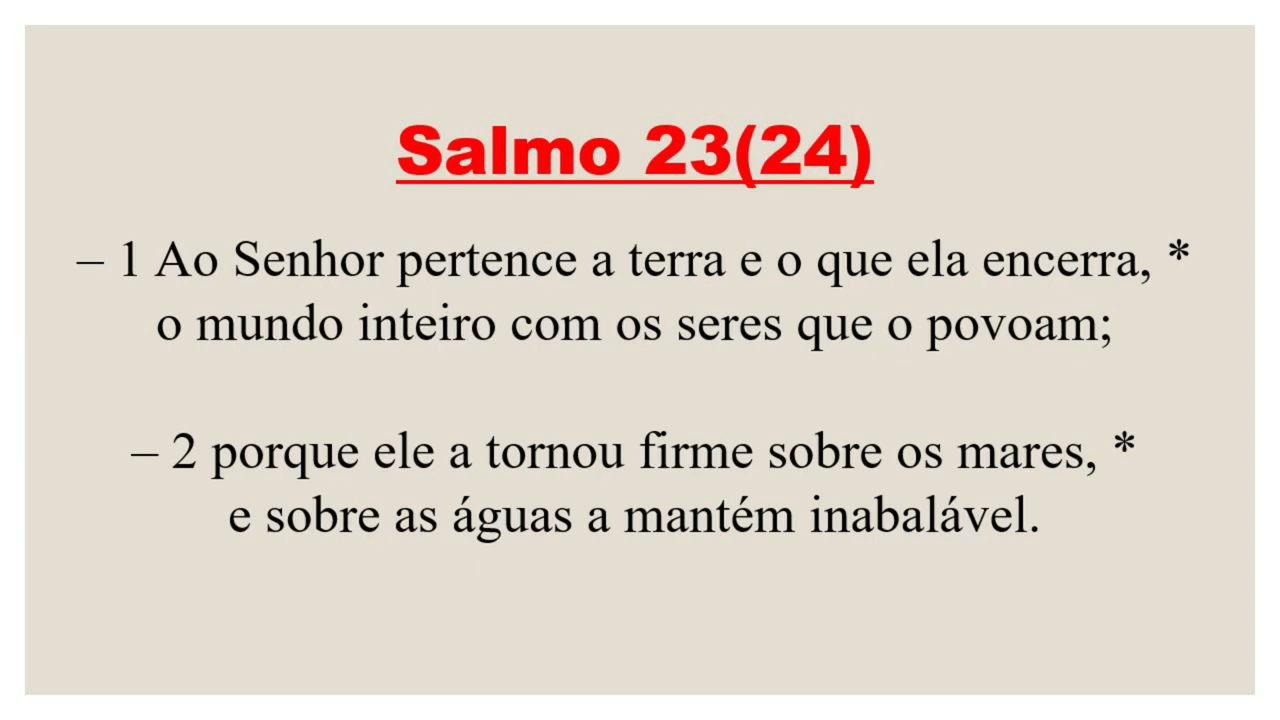 Salmo 23(24)
– 1 Ao Senhor pertence a terra e o que ela encerra, *
o mundo inteiro com os seres que o povoam;
– 2 porque ele a tornou firme sobre os mares, *
e sobre as águas a mantém inabalável.